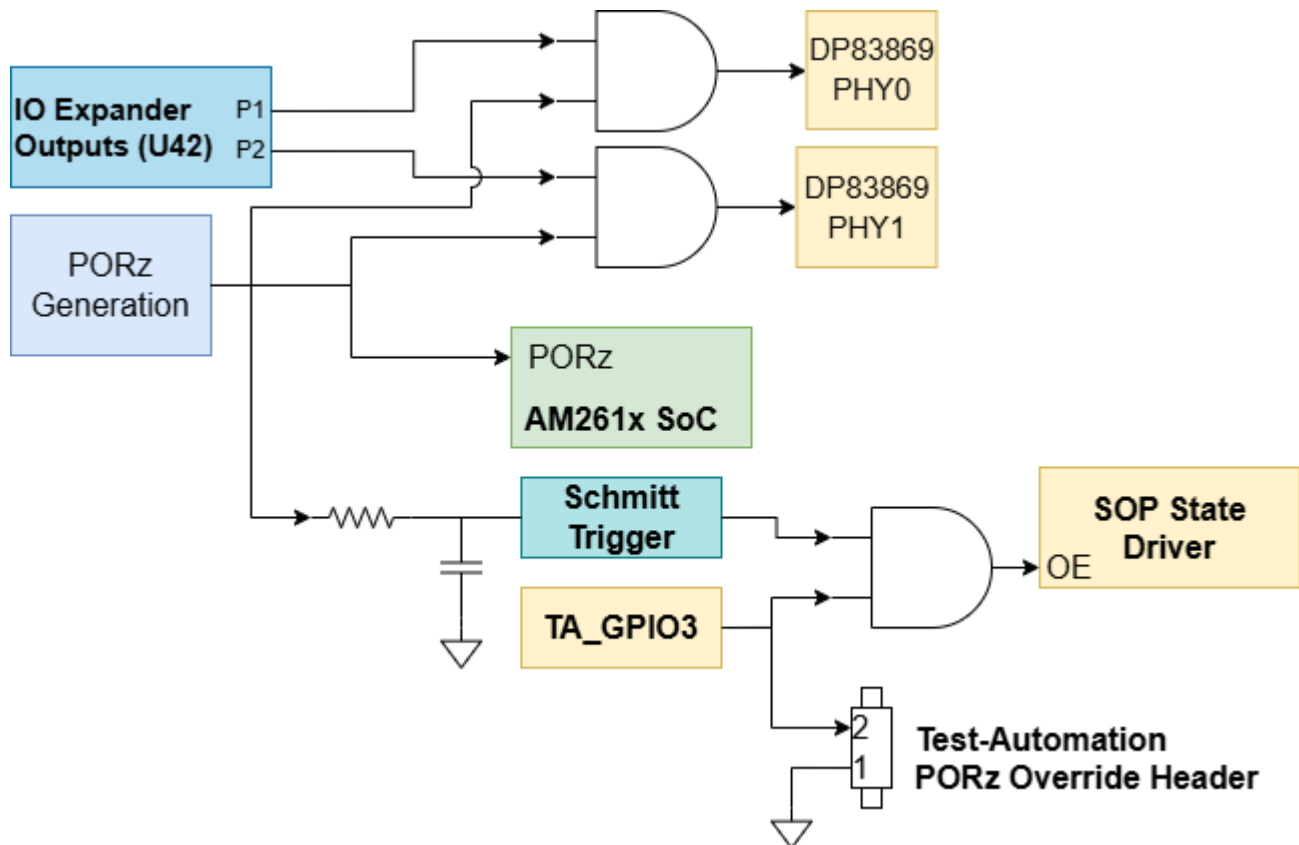 DP83869
PHY0
IO Expander
Outputs (U42)
P1
P2
DP83869
PHY1
PORz
Generation
PORz
AM261x SoC
Schmitt
Trigger
SOP State
Driver
OE
TA_GPIO3
2
1
Test-Automation
PORz Override Header